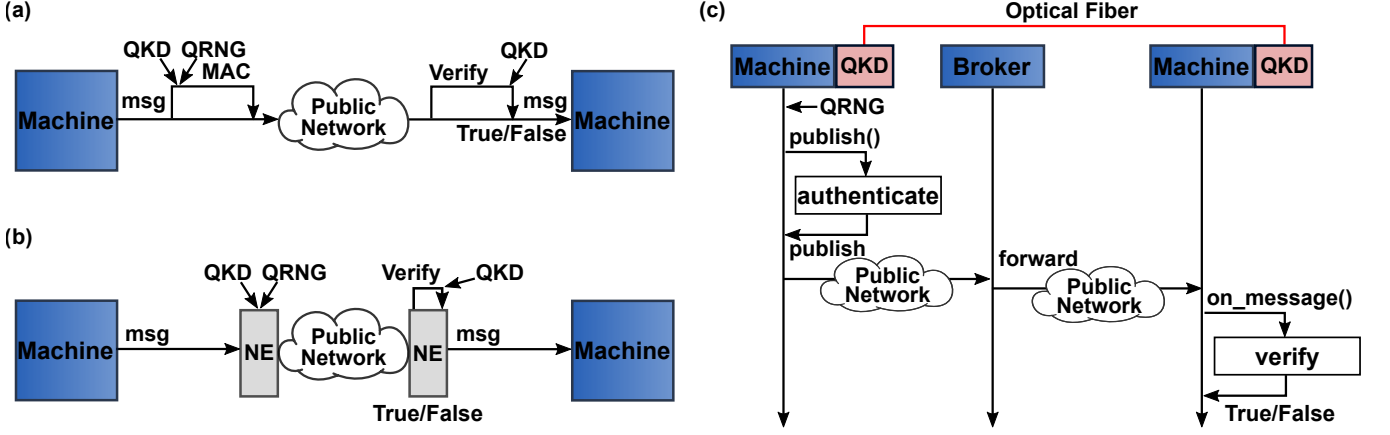 (a)
QKD
QRNG
MAC
Machine
msg
Public
Network
Verify
QKD
msg
True/False
Machine
(b)
QKD
QRNG
Machine
msg
NE
Public
Network
Verify
QKD
NE
msg
True/False
Machine
(c)
Optical Fiber
Machine
QKD
Broker
Machine
QKD
QRNG
publish()
authenticate
publish
Public
Network
forward
Public
Network
on_message()
verify
True/False